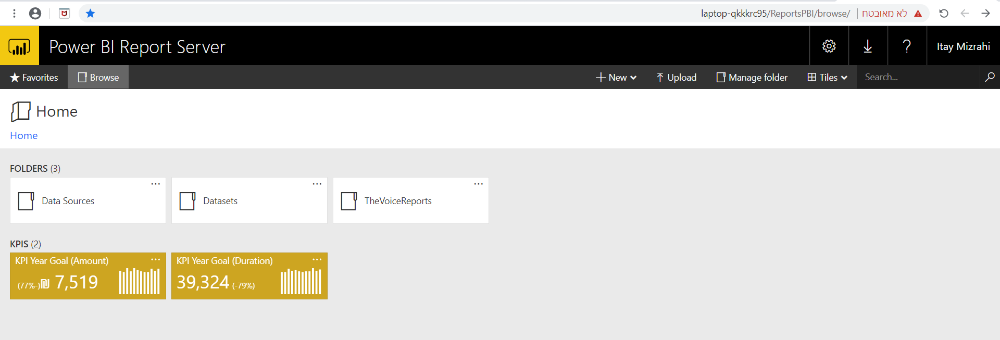 laptop-qkkkrc95/ReportsPBI/browse/ לא מאובטח
Power BI Report Server
? Itay Mizrahi
Favorites Browse New Upload Manage folder Tiles Search...
Home
Home
FOLDERS (3)
... ... ...
Data Sources Datasets TheVoiceReports
KPIS (2)
KPI Year Goal (Amount) ... KPI Year Goal (Duration) ...
(77%-)₪ 7,519 39,324 (-79%)